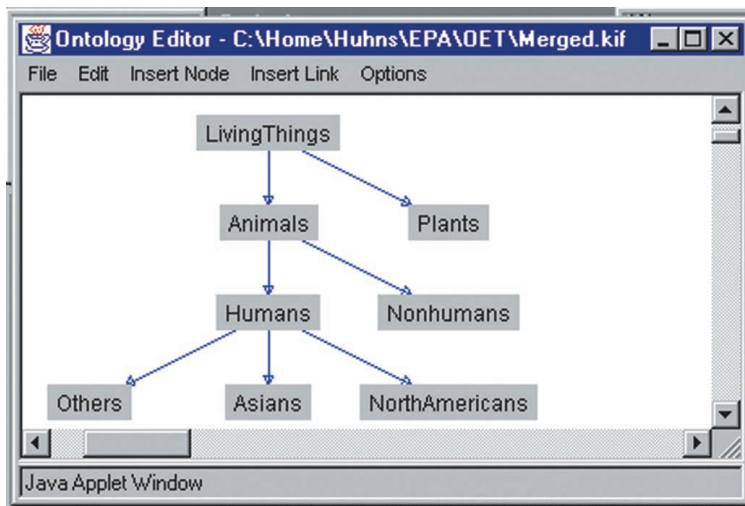 Ontology Editor - C:\Home\Huhns\EPA\OET\Merged.kif
File Edit Insert Node Insert Link Options
LivingThings
Animals Plants
Humans Nonhumans
Others Asians NorthAmericans
Java Applet Window